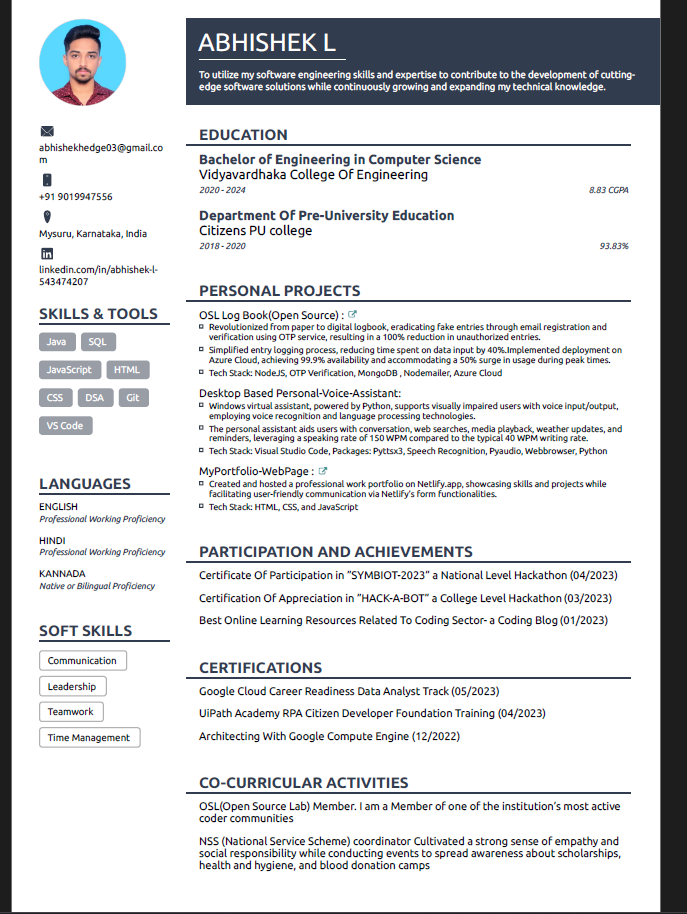 ABHISHEK L
To utilize my software engineering skills and expertise to contribute to the development of cutting-
edge software solutions while continuously growing and expanding my technical knowledge.
abhishekhedge03@gmail.co
m
+91 9019947556
Mysuru, Karnataka, India
linkedin.com/in/abhishek-l-
543474207
SKILLS & TOOLS
Java SQL
JavaScript HTML
CSS DSA Git
VS Code
LANGUAGES
ENGLISH
Professional Working Proficiency
HINDI
Professional Working Proficiency
KANNADA
Native or Bilingual Proficiency
SOFT SKILLS
Communication
Leadership
Teamwork
Time Management
EDUCATION
Bachelor of Engineering in Computer Science
Vidyavardhaka College Of Engineering
2020 - 2024 8.83 CGPA
Department Of Pre-University Education
Citizens PU college
2018 - 2020 93.83%
PERSONAL PROJECTS
OSL Log Book(Open Source) :
Revolutionized from paper to digital logbook, eradicating fake entries through email registration and
verification using OTP service, resulting in a 100% reduction in unauthorized entries.
Simplified entry logging process, reducing time spent on data input by 40%.Implemented deployment on
Azure Cloud, achieving 99.9% availability and accommodating a 50% surge in usage during peak times.
Tech Stack: NodeJS, OTP Verification, MongoDB , Nodemailer, Azure Cloud
Desktop Based Personal-Voice-Assistant:
Windows virtual assistant, powered by Python, supports visually impaired users with voice input/output,
employing voice recognition and language processing technologies.
The personal assistant aids users with conversation, web searches, media playback, weather updates, and
reminders, leveraging a speaking rate of 150 WPM compared to the typical 40 WPM writing rate.
Tech Stack: Visual Studio Code, Packages: Pyttsx3, Speech Recognition, Pyaudio, Webbrowser, Python
MyPortfolio-WebPage :
Created and hosted a professional work portfolio on Netlify.app, showcasing skills and projects while
facilitating user-friendly communication via Netlify's form functionalities.
Tech Stack: HTML, CSS, and JavaScript
PARTICIPATION AND ACHIEVEMENTS
Certificate Of Participation in "SYMBIOT-2023" a National Level Hackathon (04/2023)
Certification Of Appreciation in "HACK-A-BOT" a College Level Hackathon (03/2023)
Best Online Learning Resources Related To Coding Sector- a Coding Blog (01/2023)
CERTIFICATIONS
Google Cloud Career Readiness Data Analyst Track (05/2023)
UiPath Academy RPA Citizen Developer Foundation Training (04/2023)
Architecting With Google Compute Engine (12/2022)
CO-CURRICULAR ACTIVITIES
OSL(Open Source Lab) Member. I am a Member of one of the institution's most active
coder communities
NSS (National Service Scheme) coordinator Cultivated a strong sense of empathy and
social responsibility while conducting events to spread awareness about scholarships,
health and hygiene, and blood donation camps